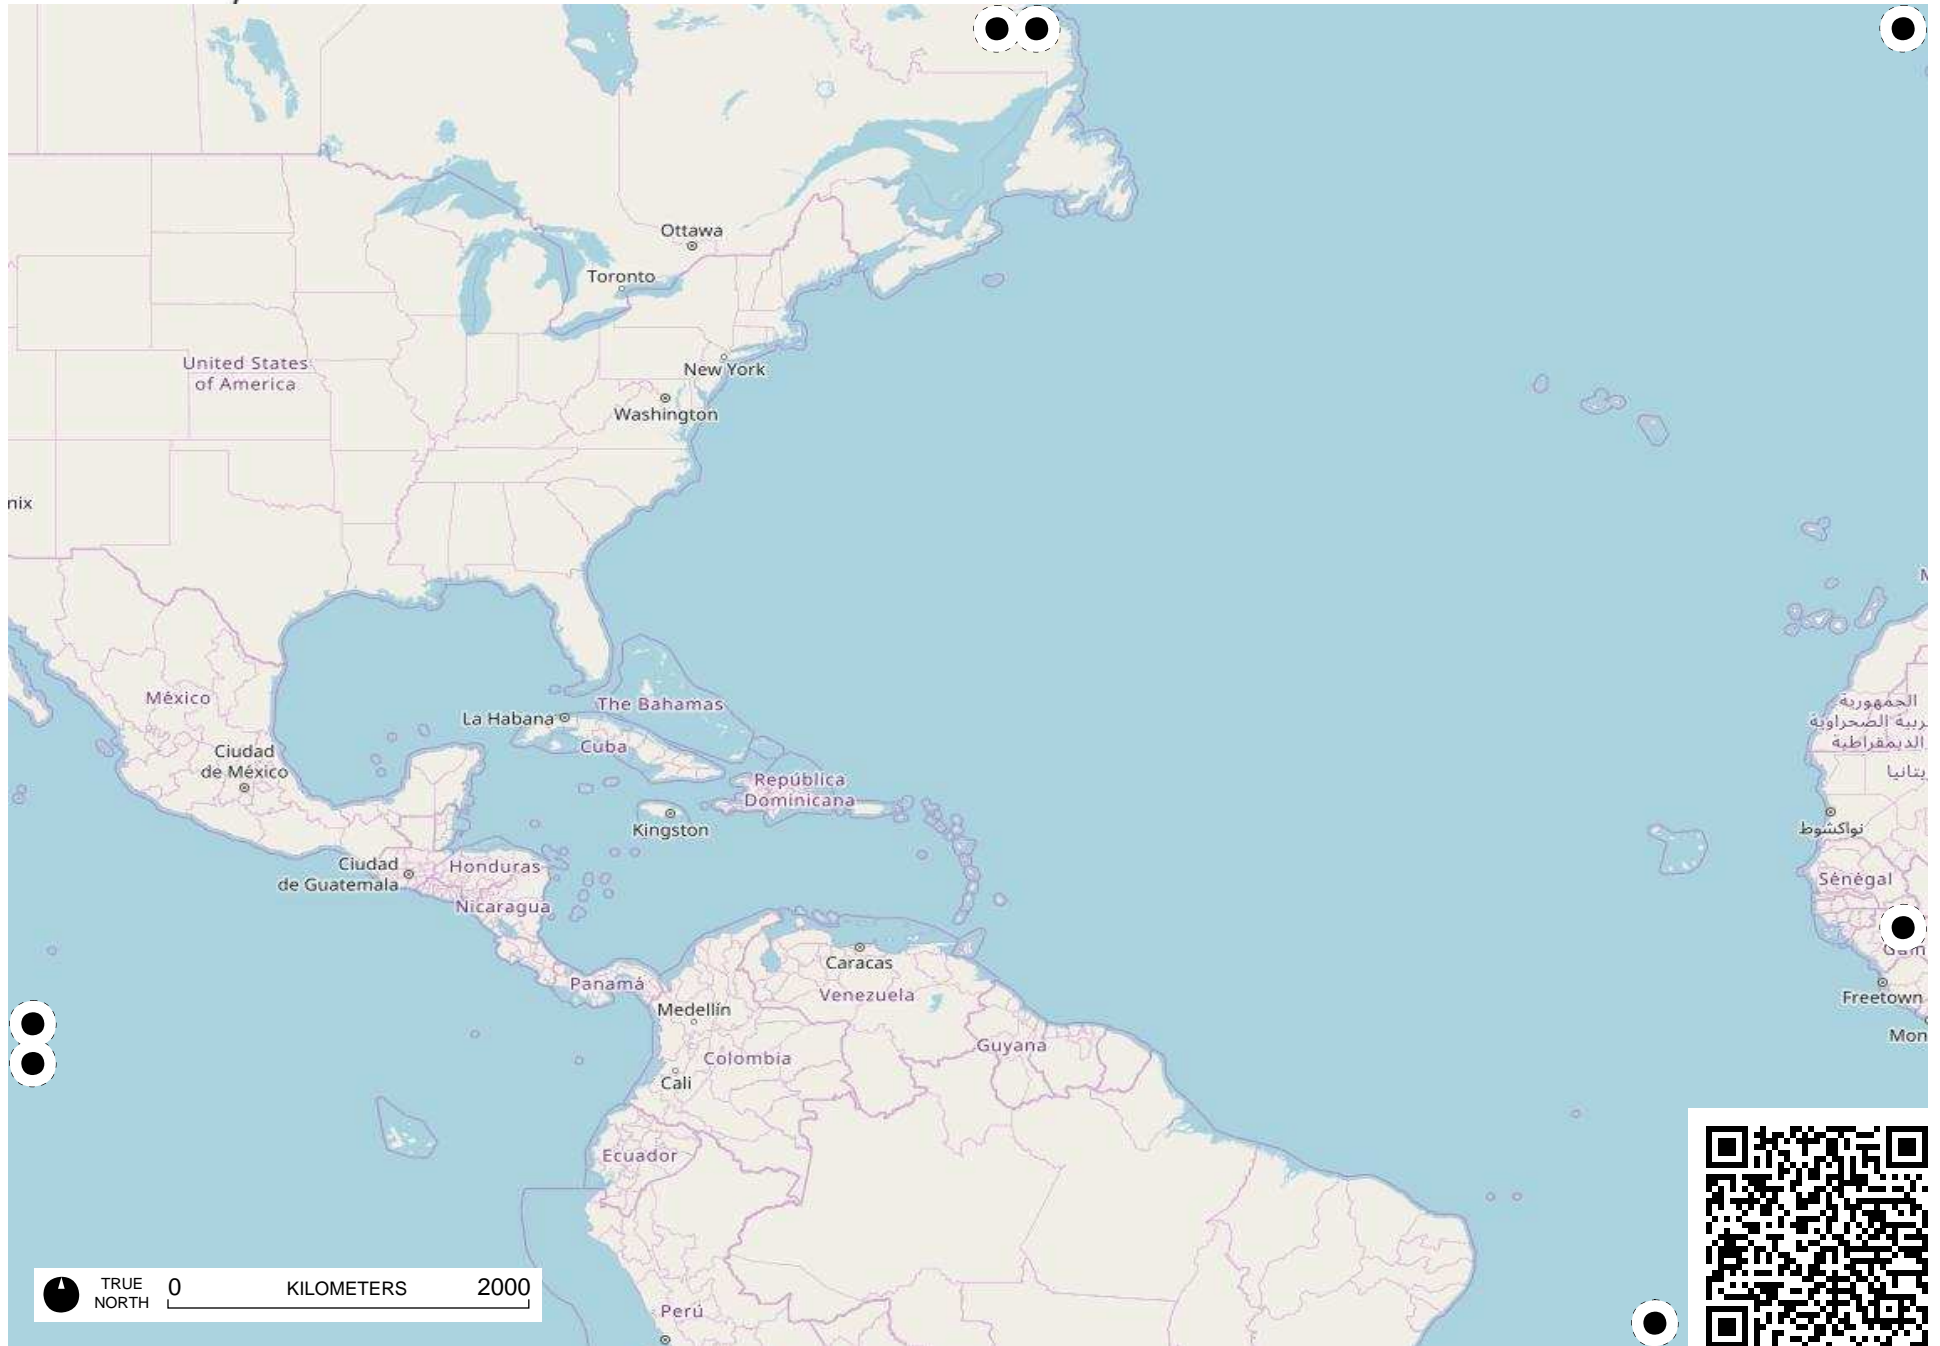 Ottawa
Toronto
United States
of America
New York
Washington
nix
México
La Habana
The Bahamas
Cuba
Ciudad
de México
República
Dominicana
Kingston
Ciudad
de Guatemala
Honduras
Nicaragua
الجمهورية
الديمقراطية
نواكشوط
Sénégal
Caracas
Panamá
Venezuela
Freetown
Medellín
Mon
Guyana
Colombia
Cali
Ecuador
Perú
TRUE
NORTH
0
KILOMETERS
2000